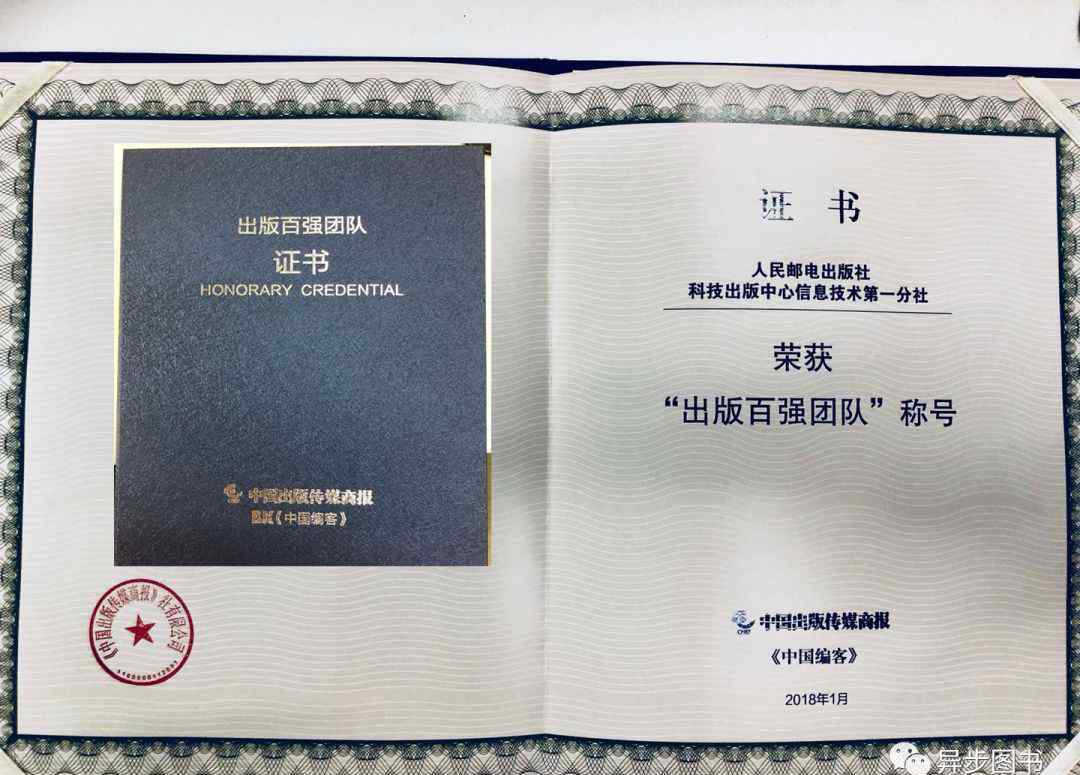 出版百强团队
证书
HONORARY CREDENTIAL
中国出版传媒商报
《中国编客》
《中国出版传媒商报》社有限公司
证 书
人民邮电出版社
科技出版中心信息技术第一分社
荣获
“出版百强团队”称号
中国出版传媒商报
《中国编客》
2018年1月
异步图书